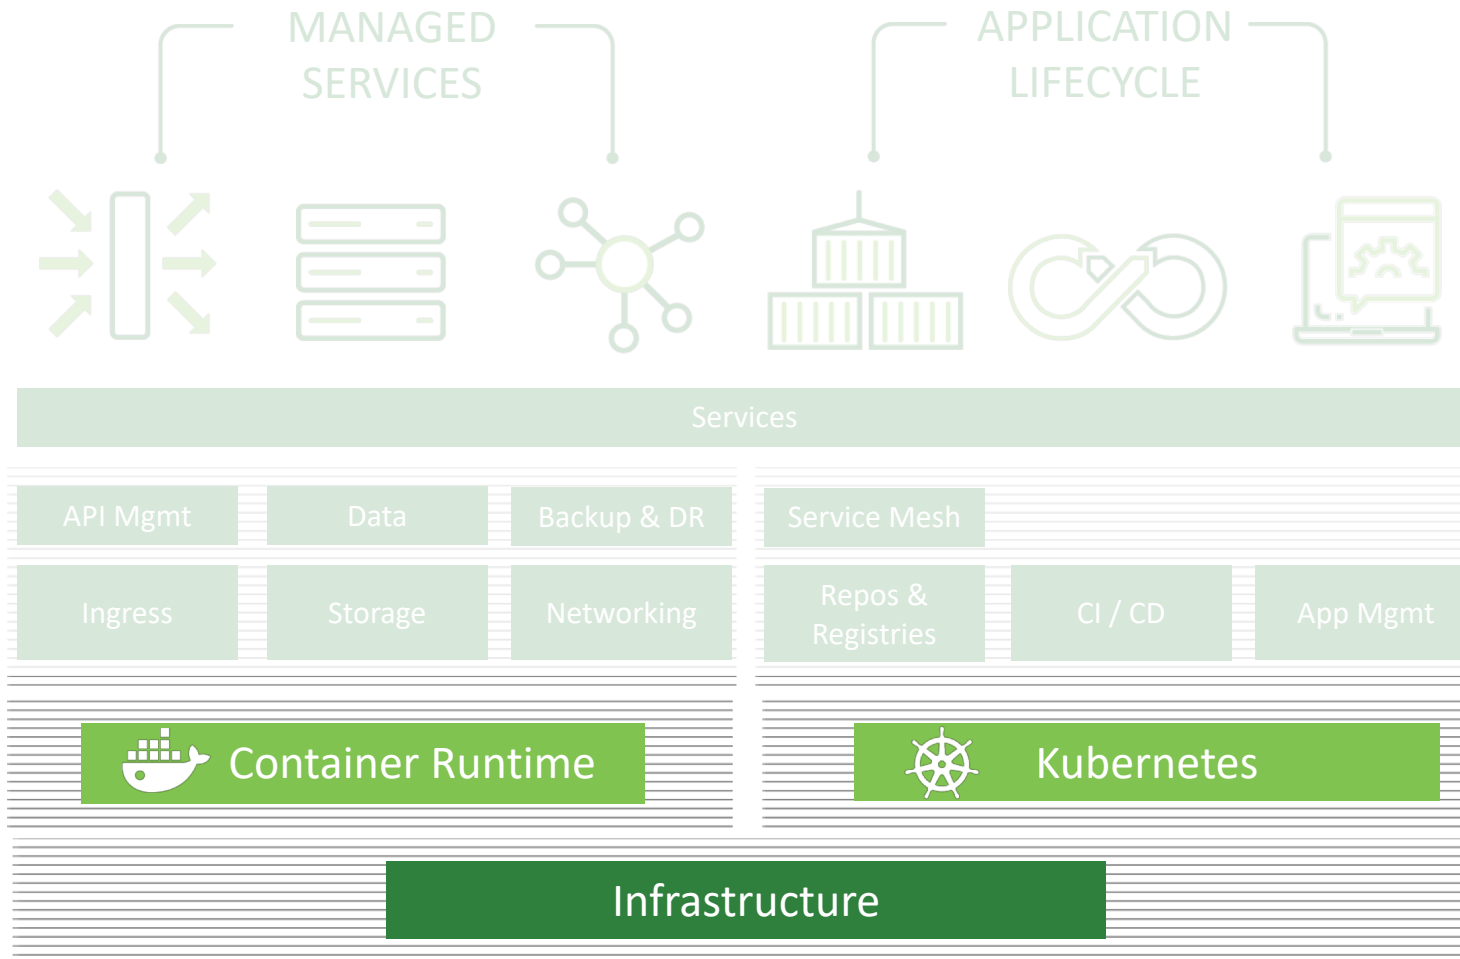 MANAGED
SERVICES
APPLICATION
LIFECYCLE
Services
API Mgmt
Data
Backup & DR
Service Mesh
Ingress
Storage
Networking
Repos &
Registries
CI / CD
App Mgmt
Container Runtime
Kubernetes
Infrastructure